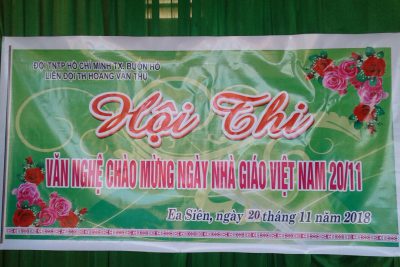 ĐỘI TNTP HỒ CHÍ MINH TX. BUÔN HỒ
LIÊN ĐỘI TH HOÀNG VĂN THỤ
Hội Thi
VĂN NGHỆ CHÀO MỪNG NGÀY NHÀ GIÁO VIỆT NAM 20/11
Ea Siên, ngày 20 tháng 11 năm 2018